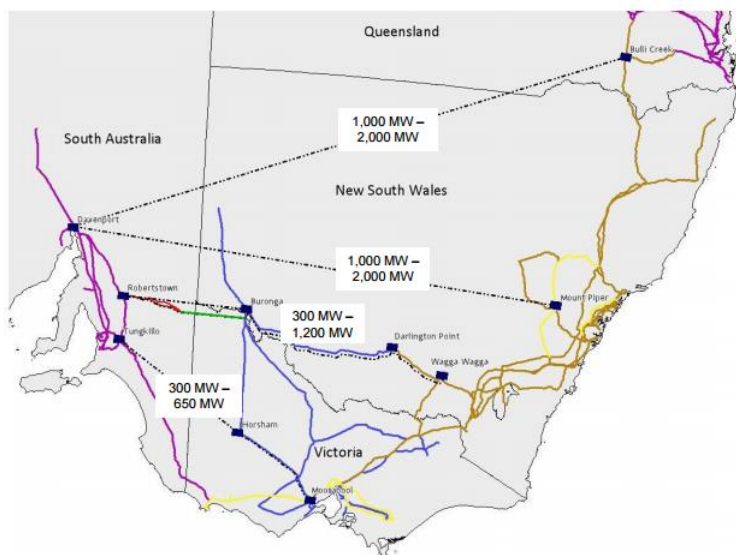 Queensland
Bulli Creek
1,000 MW –
2,000 MW
South Australia
New South Wales
Davenport
1,000 MW –
2,000 MW
Robertstown
Buronga
Mount Piper
300 MW –
1,200 MW
Tungkillo
Darlington Point
Wagga Wagga
300 MW –
650 MW
Horsham
Victoria
Moorabool